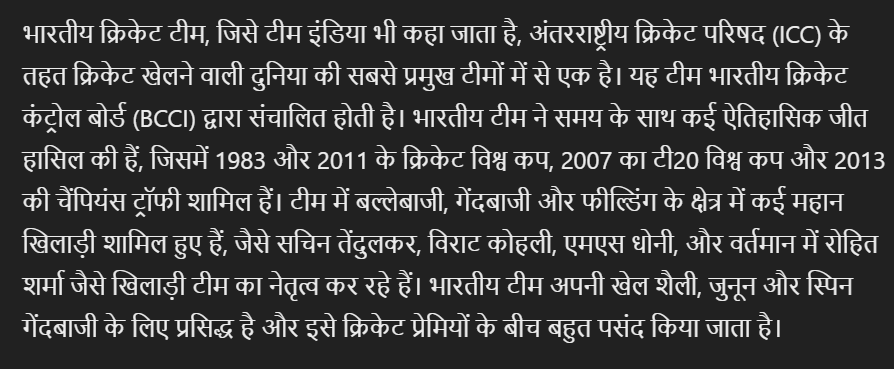 भारतीय क्रिकेट टीम, जिसे टीम इंडिया भी कहा जाता है, अंतरराष्ट्रीय क्रिकेट परिषद (ICC) के
तहत क्रिकेट खेलने वाली दुनिया की सबसे प्रमुख टीमों में से एक है। यह टीम भारतीय क्रिकेट
कंट्रोल बोर्ड (BCCI) द्वारा संचालित होती है। भारतीय टीम ने समय के साथ कई ऐतिहासिक जीत
हासिल की हैं, जिसमें 1983 और 2011 के क्रिकेट विश्व कप, 2007 का टी20 विश्व कप और 2013
की चैंपियंस ट्रॉफी शामिल हैं। टीम में बल्लेबाजी, गेंदबाजी और फील्डिंग के क्षेत्र में कई महान
खिलाड़ी शामिल हुए हैं, जैसे सचिन तेंदुलकर, विराट कोहली, एमएस धोनी, और वर्तमान में रोहित
शर्मा जैसे खिलाड़ी टीम का नेतृत्व कर रहे हैं। भारतीय टीम अपनी खेल शैली, जुनून और स्पिन
गेंदबाजी के लिए प्रसिद्ध है और इसे क्रिकेट प्रेमियों के बीच बहुत पसंद किया जाता है।